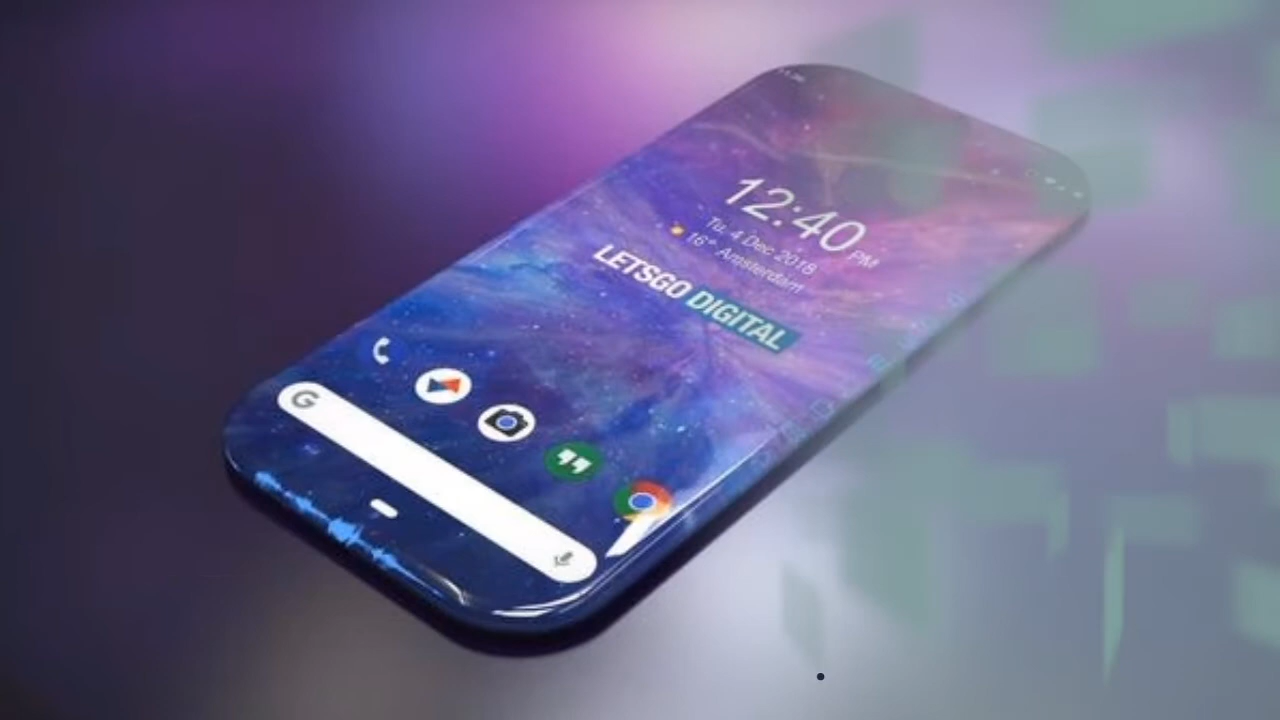 12:40 PM
Tu, 4 Dec 2018
16° Amsterdam
LETSGO DIGITAL
G